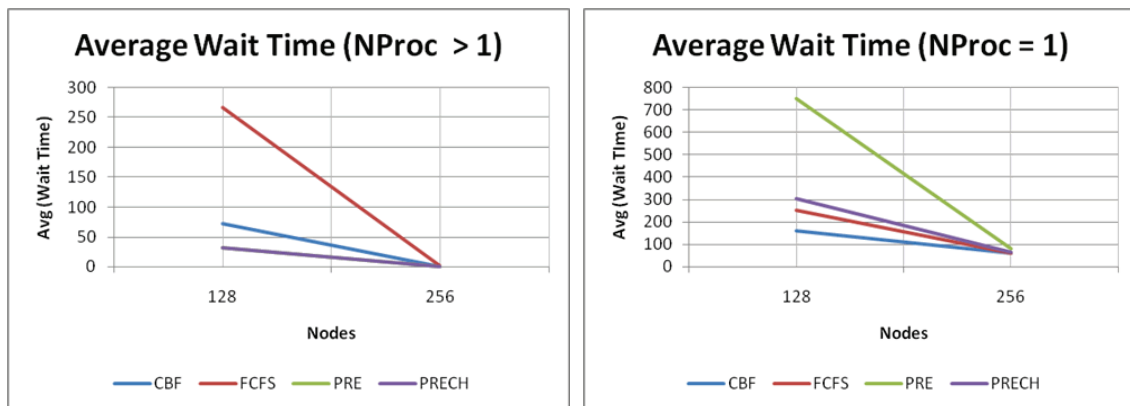 Average Wait Time (NProc > 1)
300
250
200
150
100
50
0
Avg (Wait Time)
128
256
Nodes
CBF
FCFS
PRE
PRECH
Average Wait Time (NProc = 1)
800
700
600
500
400
300
200
100
0
Avg (Wait TIme)
128
256
Nodes
CBF
FCFS
PRE
PRECH